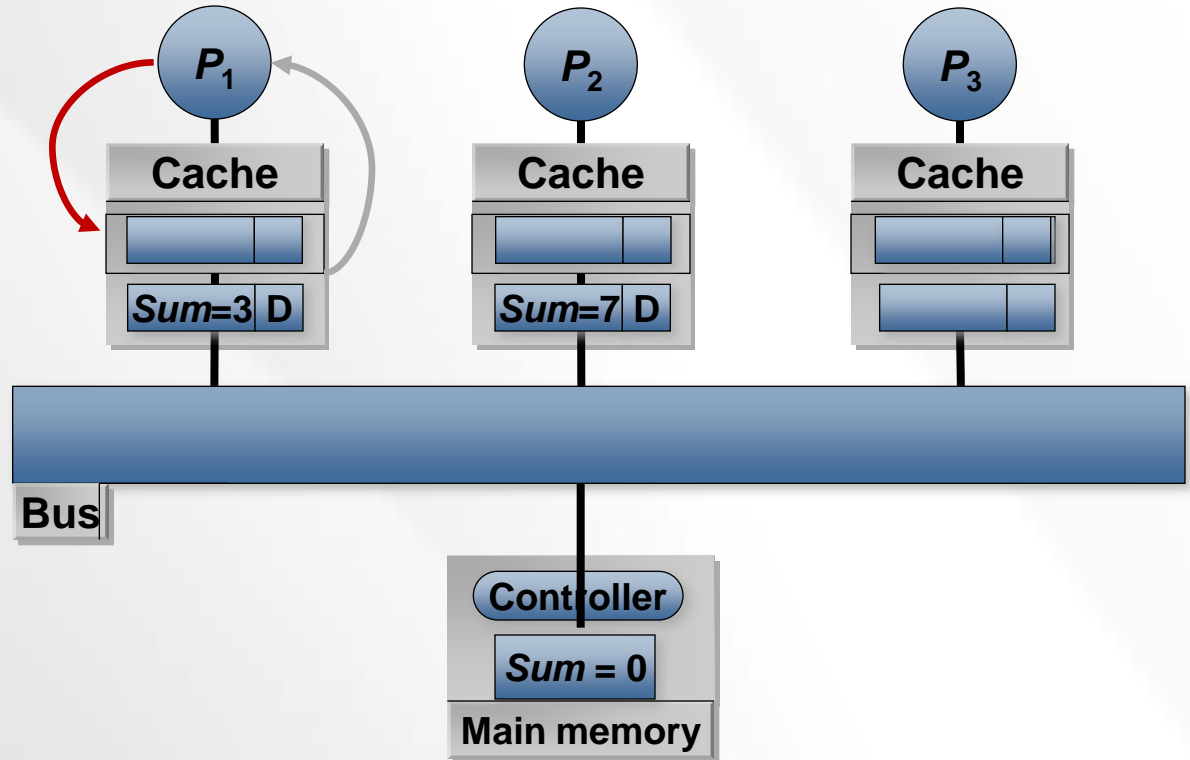 P1
P2
P3
Cache
Cache
Cache
Sum=3 D
Sum=7 D
Bus
Controller
Sum = 0
Main memory